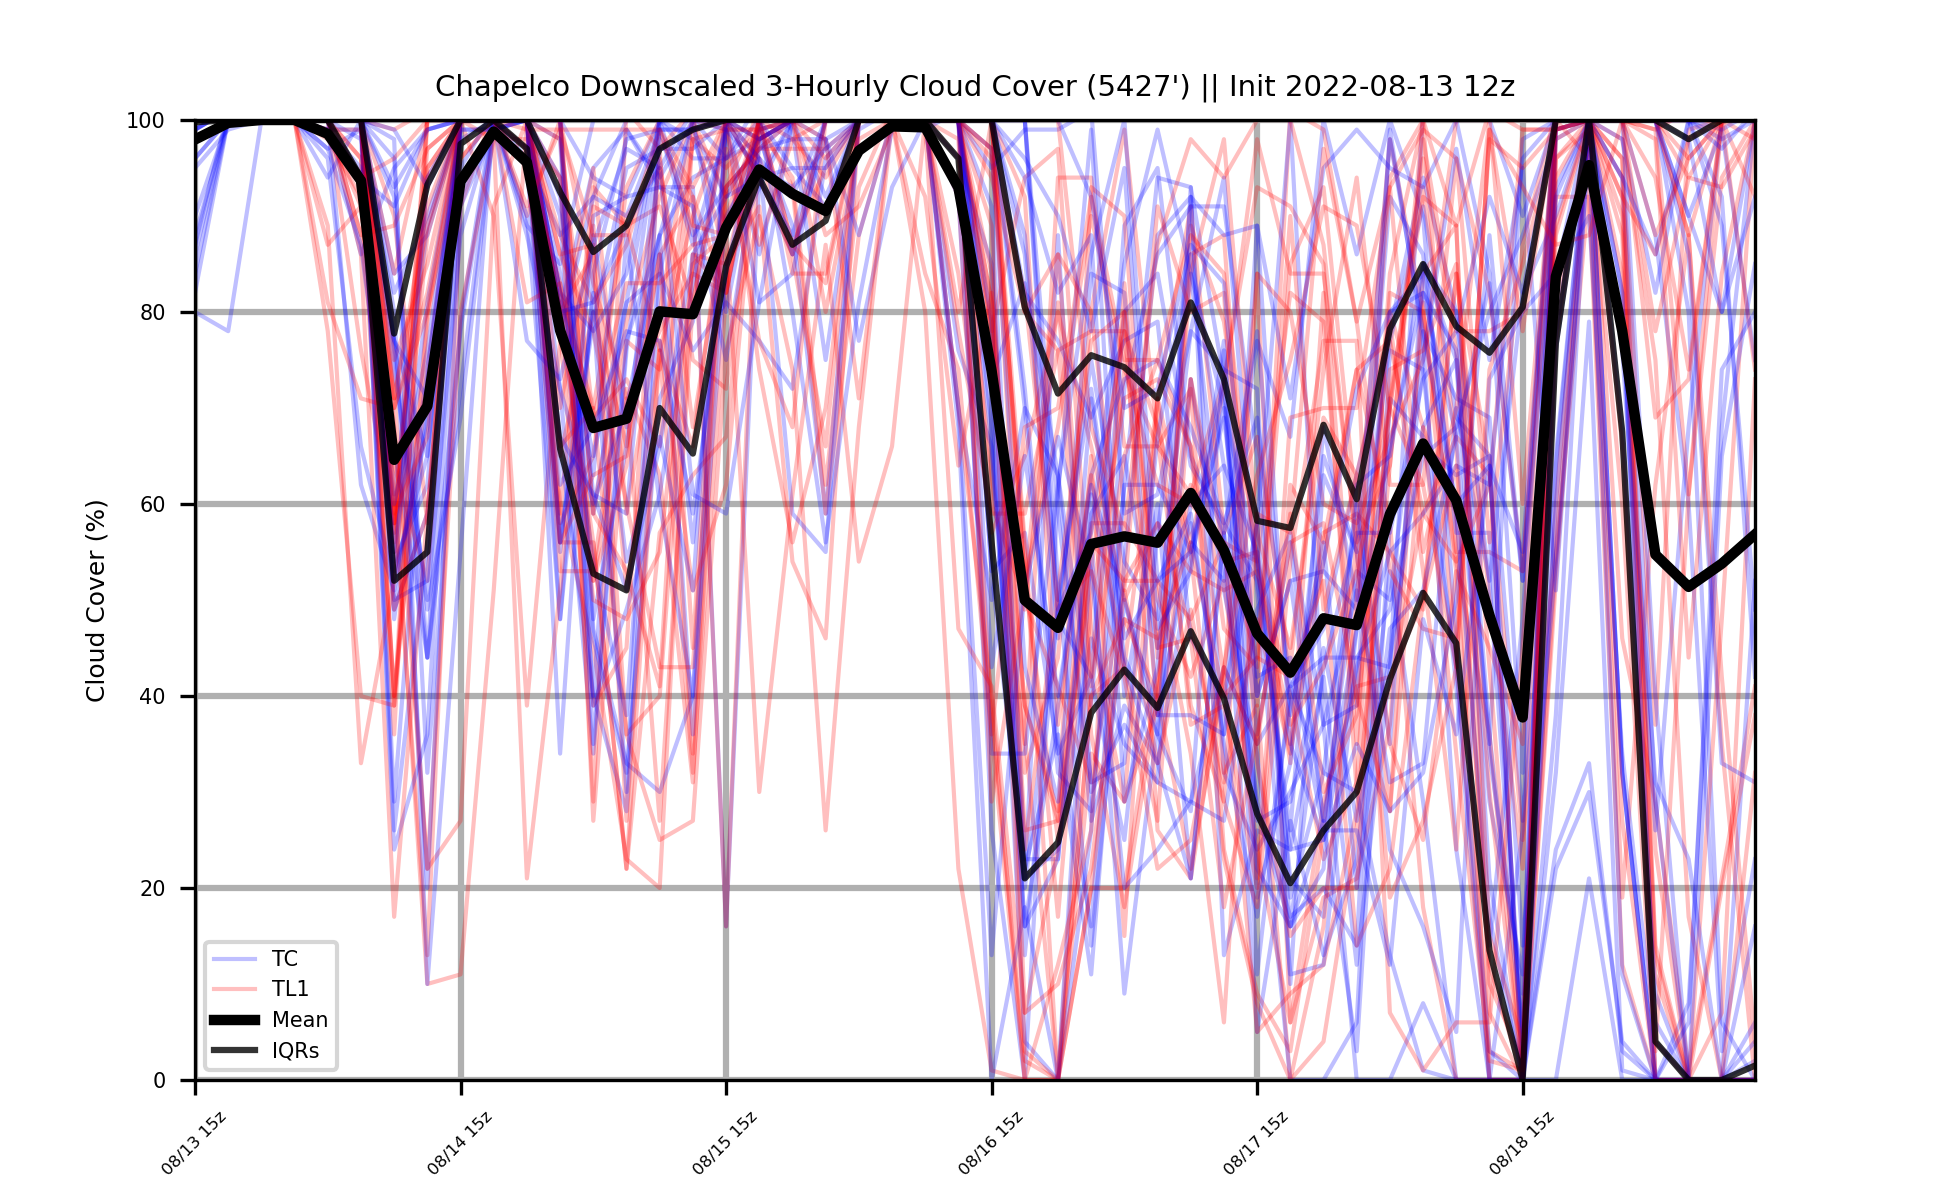 Chapelco Downscaled 3-Hourly Cloud Cover (5427') || Init 2022-08-13 12z
Cloud Cover (%)
100
80
60
40
20
0
TC
TL1
Mean
IQRs
08/13 15z
08/14 15z
08/15 15z
08/16 15z
08/17 15z
08/18 15z